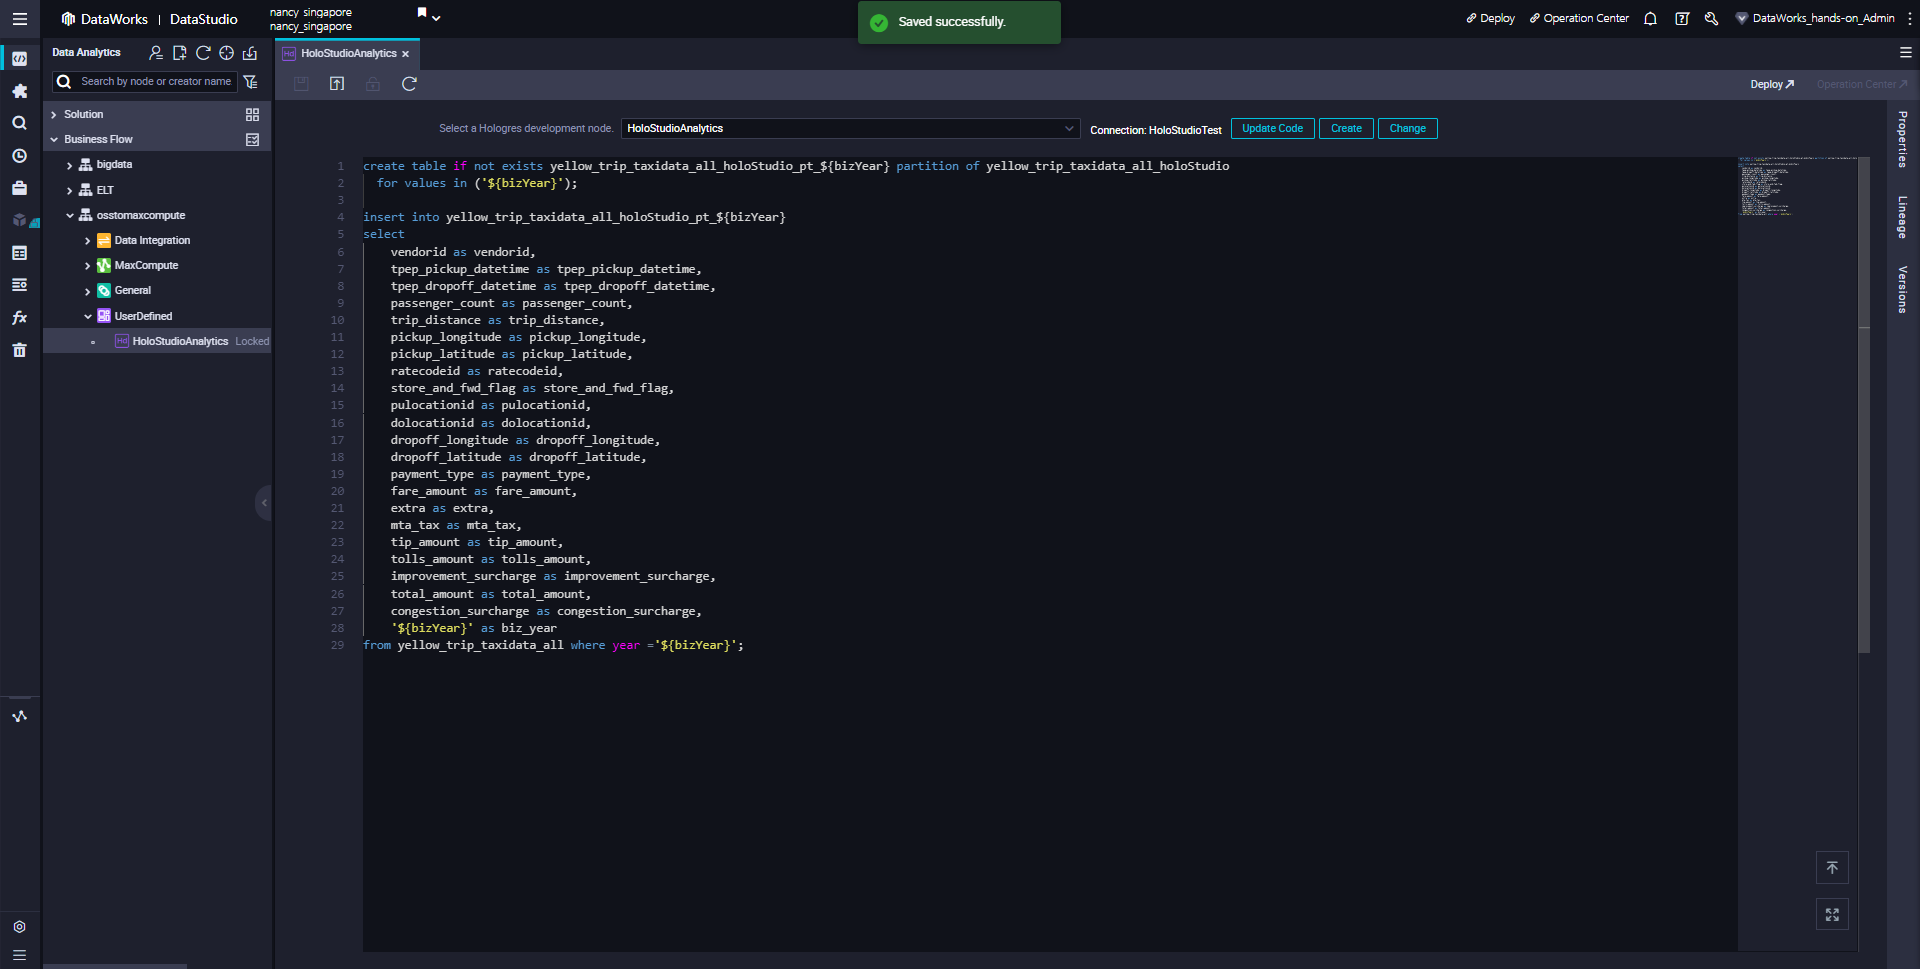 DataWorks | DataStudio
nancy_singapore
nancy_singapore
Saved successfully.
Deploy
Operation Center
DataWorks_hands-on_Admin
Data Analytics
Search by node or creator name
Solution
Business Flow
bigdata
ELT
osstomaxcompute
Data Integration
MaxCompute
General
UserDefined
Hd HoloStudioAnalytics Locked
Hd HoloStudioAnalytics ×
Deploy
Operation Center
Select a Hologres development node. HoloStudioAnalytics Connection: HoloStudioTest Update Code Create Change
1 create table if not exists yellow_trip_taxidata_all_holoStudio_pt_${bizYear} partition of yellow_trip_taxidata_all_holoStudio
2 for values in ('${bizYear}');
3
4 insert into yellow_trip_taxidata_all_holoStudio_pt_${bizYear}
5 select
6 vendorid as vendorid,
7 tpep_pickup_datetime as tpep_pickup_datetime,
8 tpep_dropoff_datetime as tpep_dropoff_datetime,
9 passenger_count as passenger_count,
10 trip_distance as trip_distance,
11 pickup_longitude as pickup_longitude,
12 pickup_latitude as pickup_latitude,
13 ratecodeid as ratecodeid,
14 store_and_fwd_flag as store_and_fwd_flag,
15 pulocationid as pulocationid,
16 dolocationid as dolocationid,
17 dropoff_longitude as dropoff_longitude,
18 dropoff_latitude as dropoff_latitude,
19 payment_type as payment_type,
20 fare_amount as fare_amount,
21 extra as extra,
22 mta_tax as mta_tax,
23 tip_amount as tip_amount,
24 tolls_amount as tolls_amount,
25 improvement_surcharge as improvement_surcharge,
26 total_amount as total_amount,
27 congestion_surcharge as congestion_surcharge,
28 '${bizYear}' as biz_year
29 from yellow_trip_taxidata_all where year ='${bizYear}';
Properties
Lineage
Versions